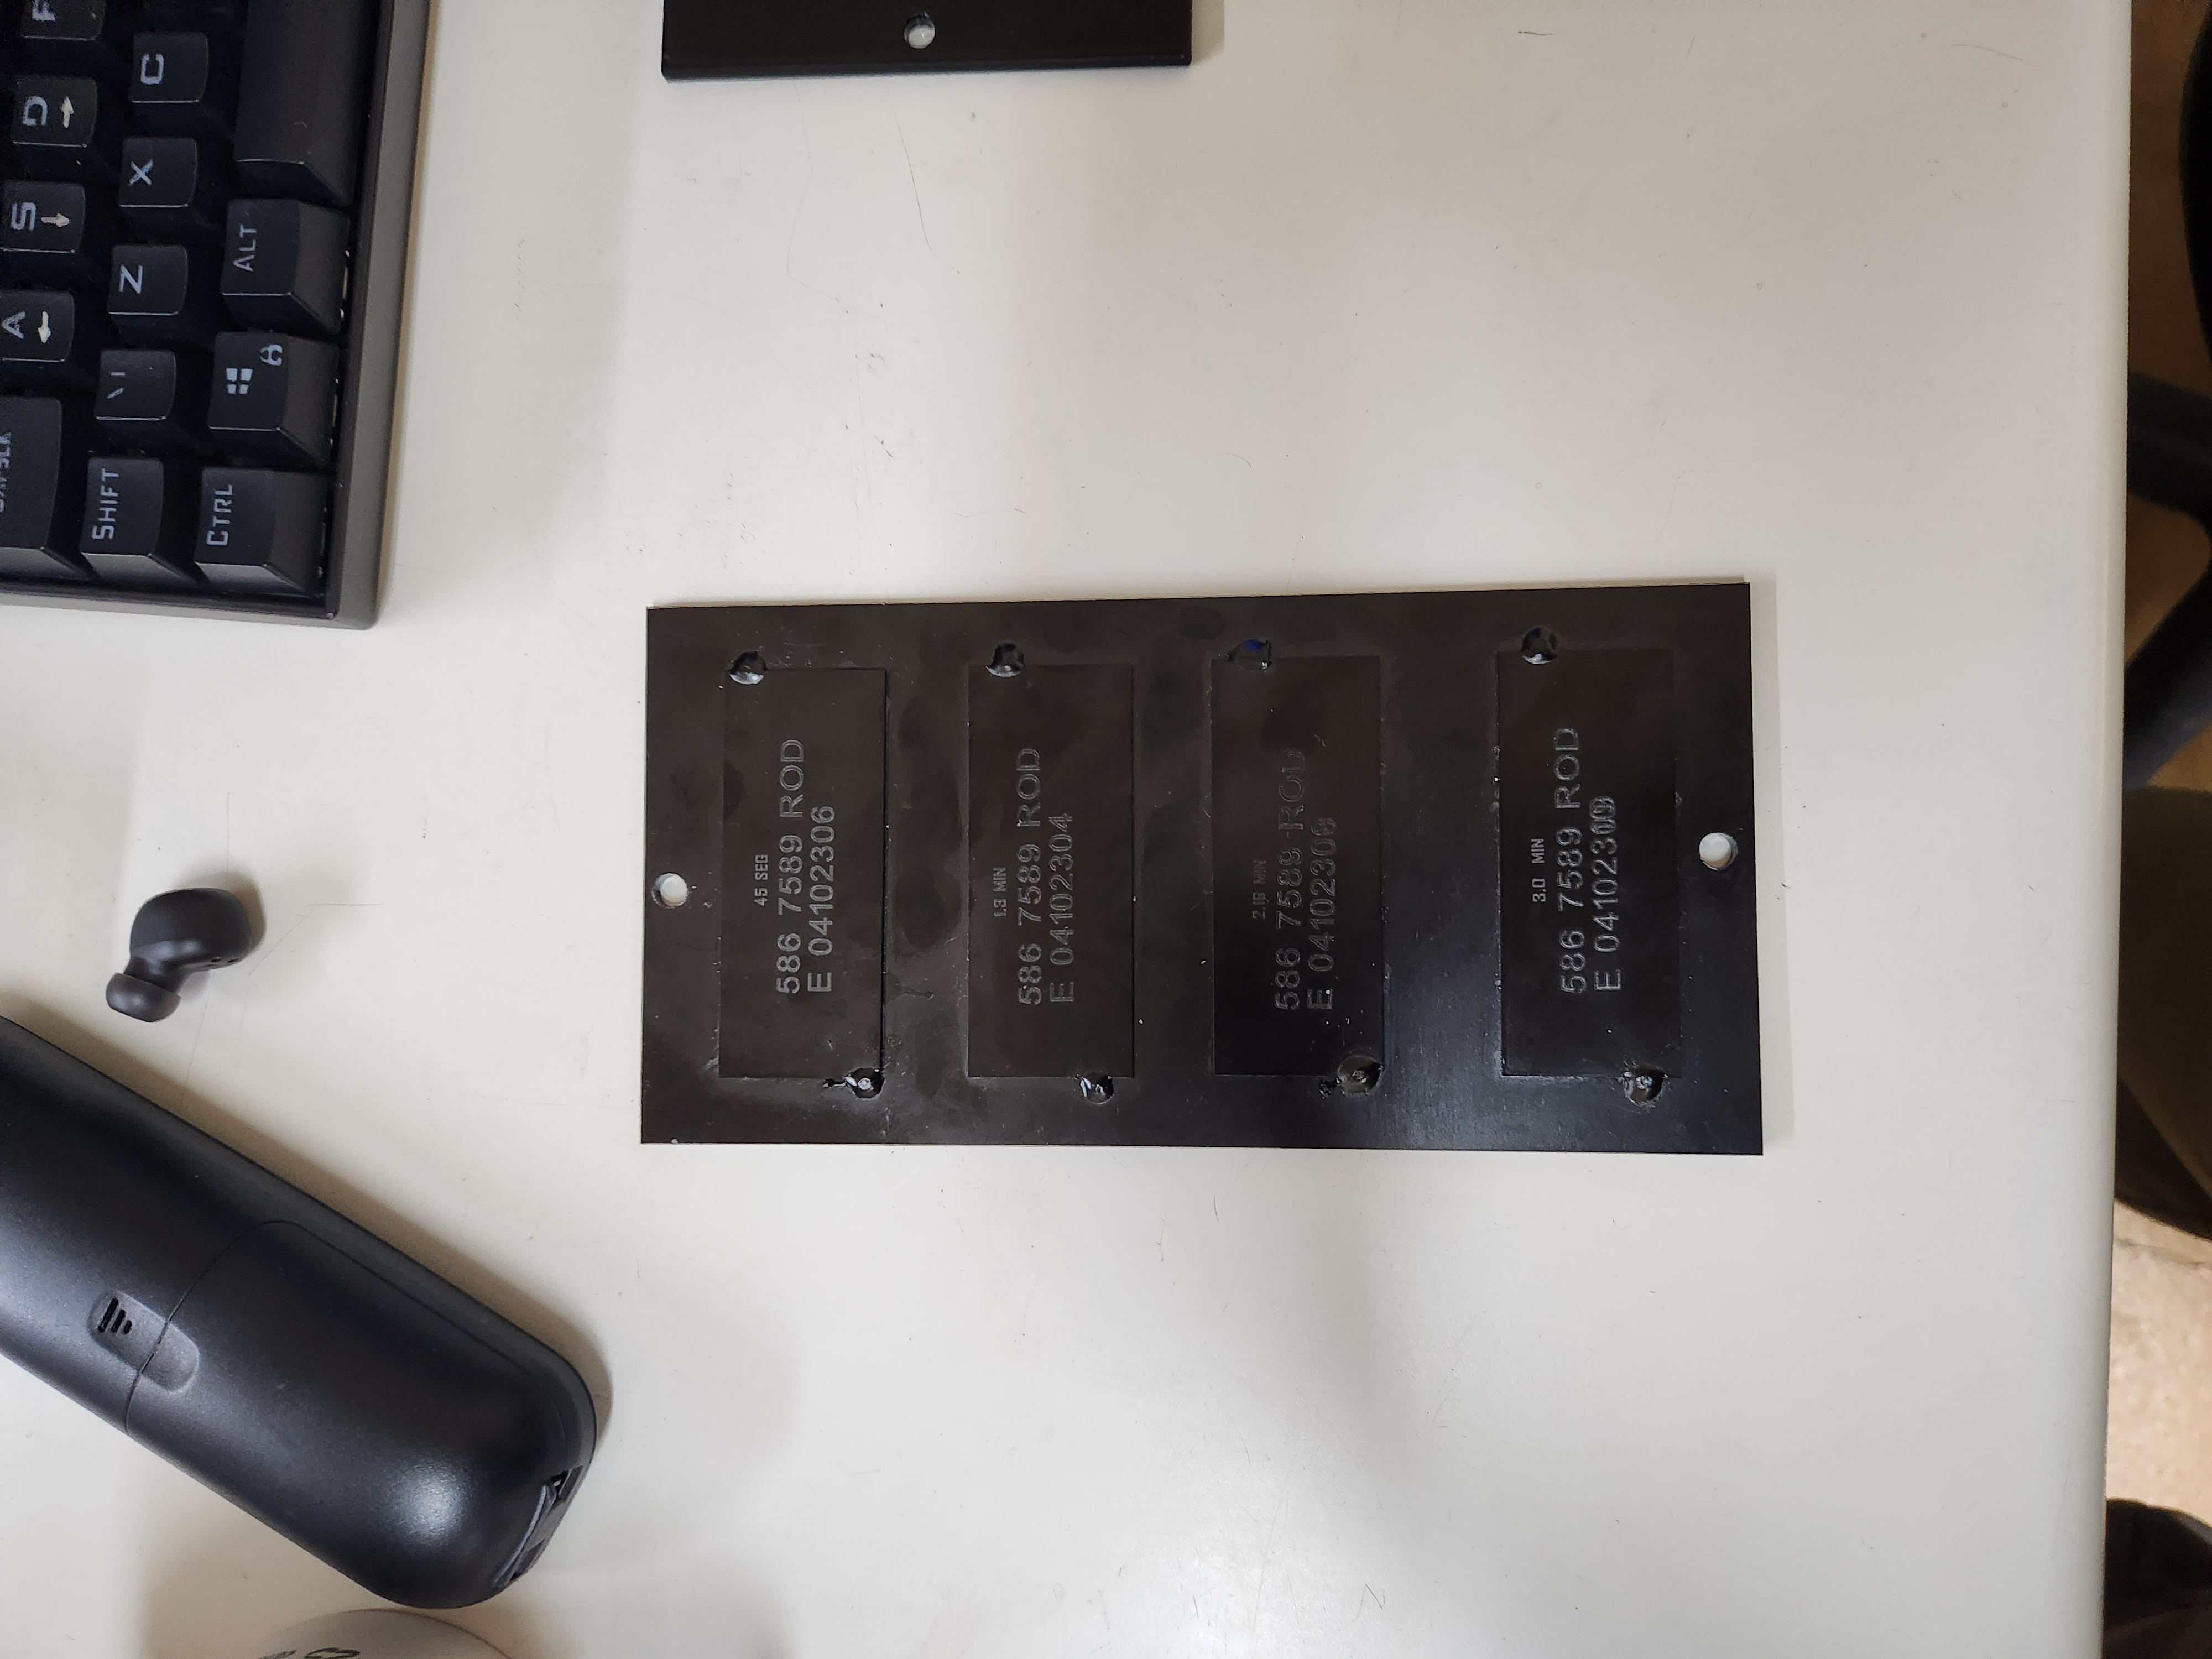 A
S
D
SHIFT
\ |
Z
X
C
CTRL
ALT
45 SEG
586 7589 ROD
E 04102306
1.3 MIN
586 7589 ROD
E 04102304
MIN
586 7589 ROD
E
3.0 MIN
586 7589 ROD
E